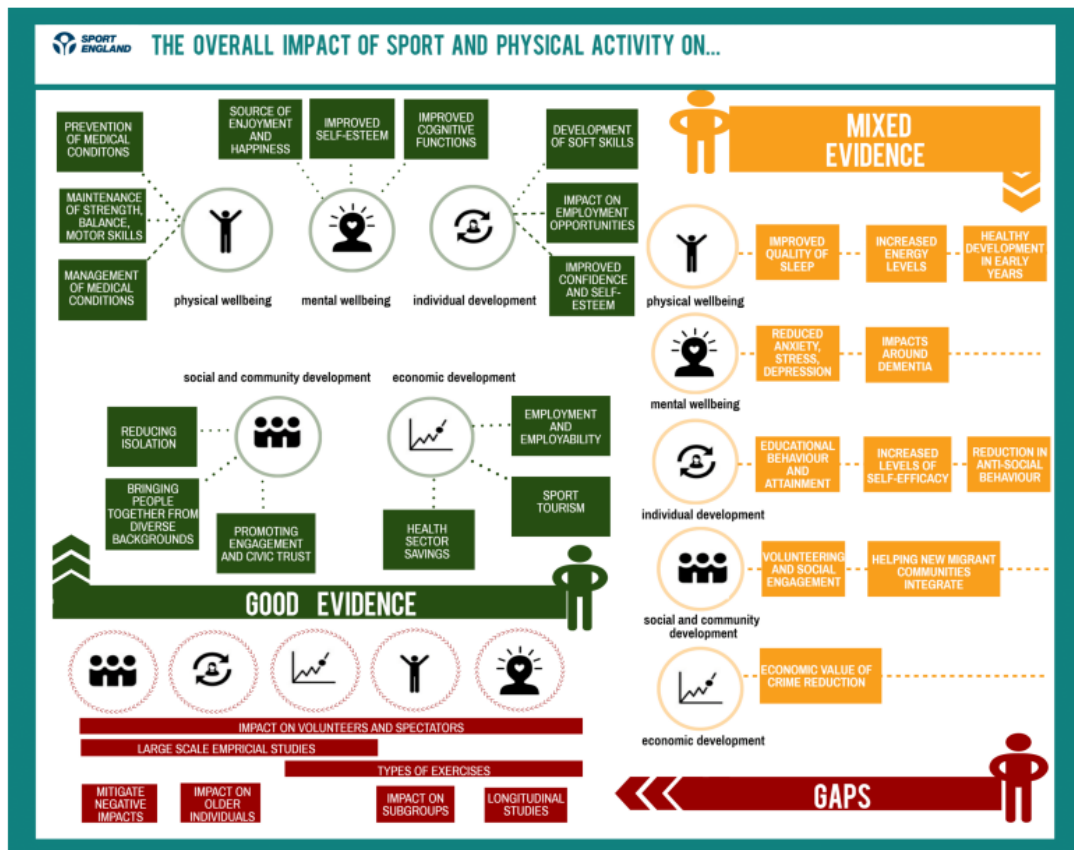 SPORT
ENGLAND
THE OVERALL IMPACT OF SPORT AND PHYSICAL ACTIVITY ON...
PREVENTION
OF MEDICAL
CONDITONS
SOURCE OF
ENJOYMENT
AND
HAPPINESS
IMPROVED
SELF-ESTEEM
IMPROVED
COGNITIVE
FUNCTIONS
DEVELOPMENT
OF SOFT SKILLS
MAINTENANCE
OF STRENGTH,
BALANCE,
MOTOR SKILLS
IMPACT ON
EMPLOYMENT
OPPORTUNITIES
MANAGEMENT
OF MEDICAL
CONDITIONS
IMPROVED
CONFIDENCE
AND SELF-
ESTEEM
physical wellbeing
mental wellbeing
individual development
social and community development
economic development
REDUCING
ISOLATION
EMPLOYMENT
AND
EMPLOYABILITY
BRINGING
PEOPLE
TOGETHER FROM
DIVERSE
BACKGROUNDS
PROMOTING
ENGAGEMENT
AND CIVIC TRUST
HEALTH
SECTOR
SAVINGS
SPORT
TOURISM
GOOD EVIDENCE
MIXED
EVIDENCE
physical wellbeing
IMPROVED
QUALITY OF
SLEEP
INCREASED
ENERGY
LEVELS
HEALTHY
DEVELOPMENT
IN EARLY
YEARS
mental wellbeing
REDUCED
ANXIETY,
STRESS,
DEPRESSION
IMPACTS
AROUND
DEMENTIA
individual development
EDUCATIONAL
BEHAVIOUR
AND
ATTAINMENT
INCREASED
LEVELS OF
SELF-EFFICACY
REDUCTION IN
ANTI-SOCIAL
BEHAVIOUR
social and community
development
VOLUNTEERING
AND SOCIAL
ENGAGEMENT
HELPING NEW MIGRANT
COMMUNITIES
INTEGRATE
economic development
ECONOMIC VALUE OF
CRIME REDUCTION
IMPACT ON VOLUNTEERS AND SPECTATORS
LARGE SCALE EMPRICIAL STUDIES
TYPES OF EXERCISES
MITIGATE
NEGATIVE
IMPACTS
IMPACT ON
OLDER
INDIVIDUALS
IMPACT ON
SUBGROUPS
LONGITUDINAL
STUDIES
GAPS